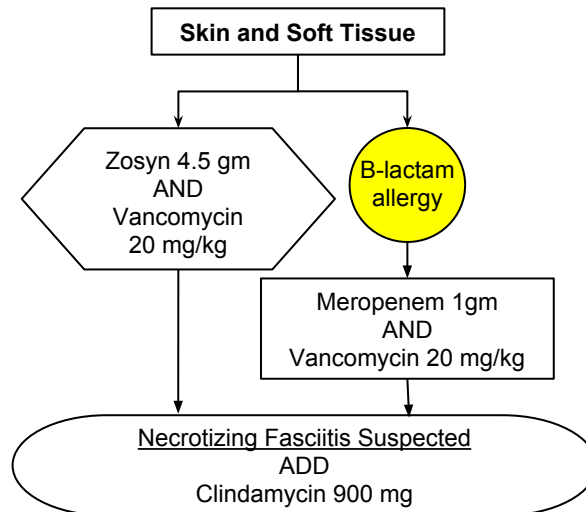 Skin and Soft Tissue
Zosyn 4.5 gm
AND
Vancomycin
20 mg/kg
B-lactam
allergy
Meropenem 1gm
AND
Vancomycin 20 mg/kg
Necrotizing Fasciitis Suspected
ADD
Clindamycin 900 mg